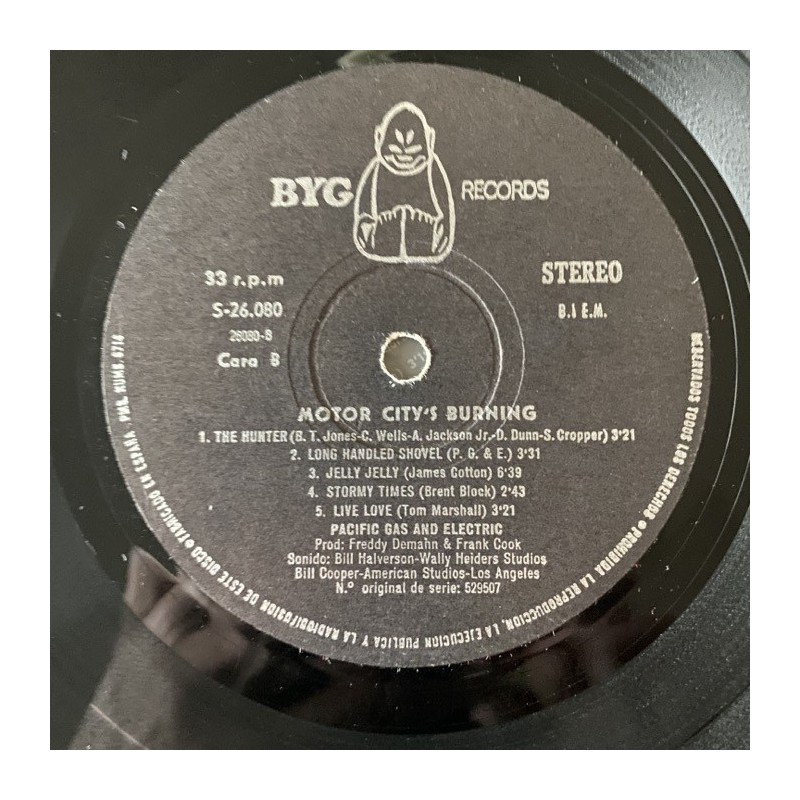 BYG RECORDS
33 r.p.m
STEREO
S-26.080
B.I E.M.
26080-B
Cara B
MOTOR CITY'S BURNING
1. THE HUNTER (B. T. Jones-C. Wells-A. Jackson Jr.-D. Dunn-S. Cropper) 3'21
2. LONG HANDLED SHOVEL (P. G. & E.) 3'31
3. JELLY JELLY (James Cotton) 6'39
4. STORMY TIMES (Brent Block) 2'43
5. LIVE LOVE (Tom Marshall) 3'21
PACIFIC GAS AND ELECTRIC
Prod: Freddy Demahn & Frank Cook
Sonido: Bill Halverson-Wally Heiders Studios
Bill Cooper-American Studios-Los Angeles
N.º original de serie: 529507
RESERVADOS TODOS LOS DERECHOS • PROHIBIDA LA REPRODUCCION, LA EJECUCION PUBLICA Y LA RADIODIFUSION DE ESTE DISCO • FABRICADO EN ESPAÑA - PMB. NUMB. 6716